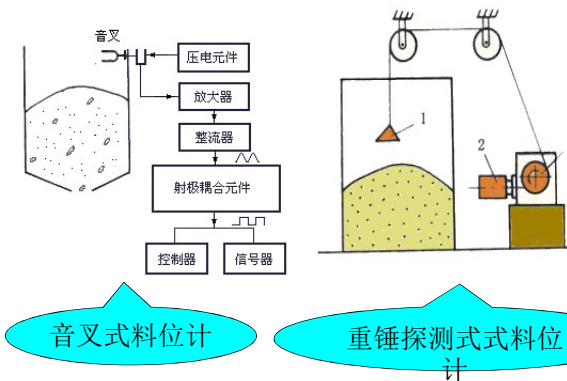 音叉
压电元件
放大器
整流器
射极耦合元件
控制器
信号器
音叉式料位计
1
2
重锤探测式式料位
计